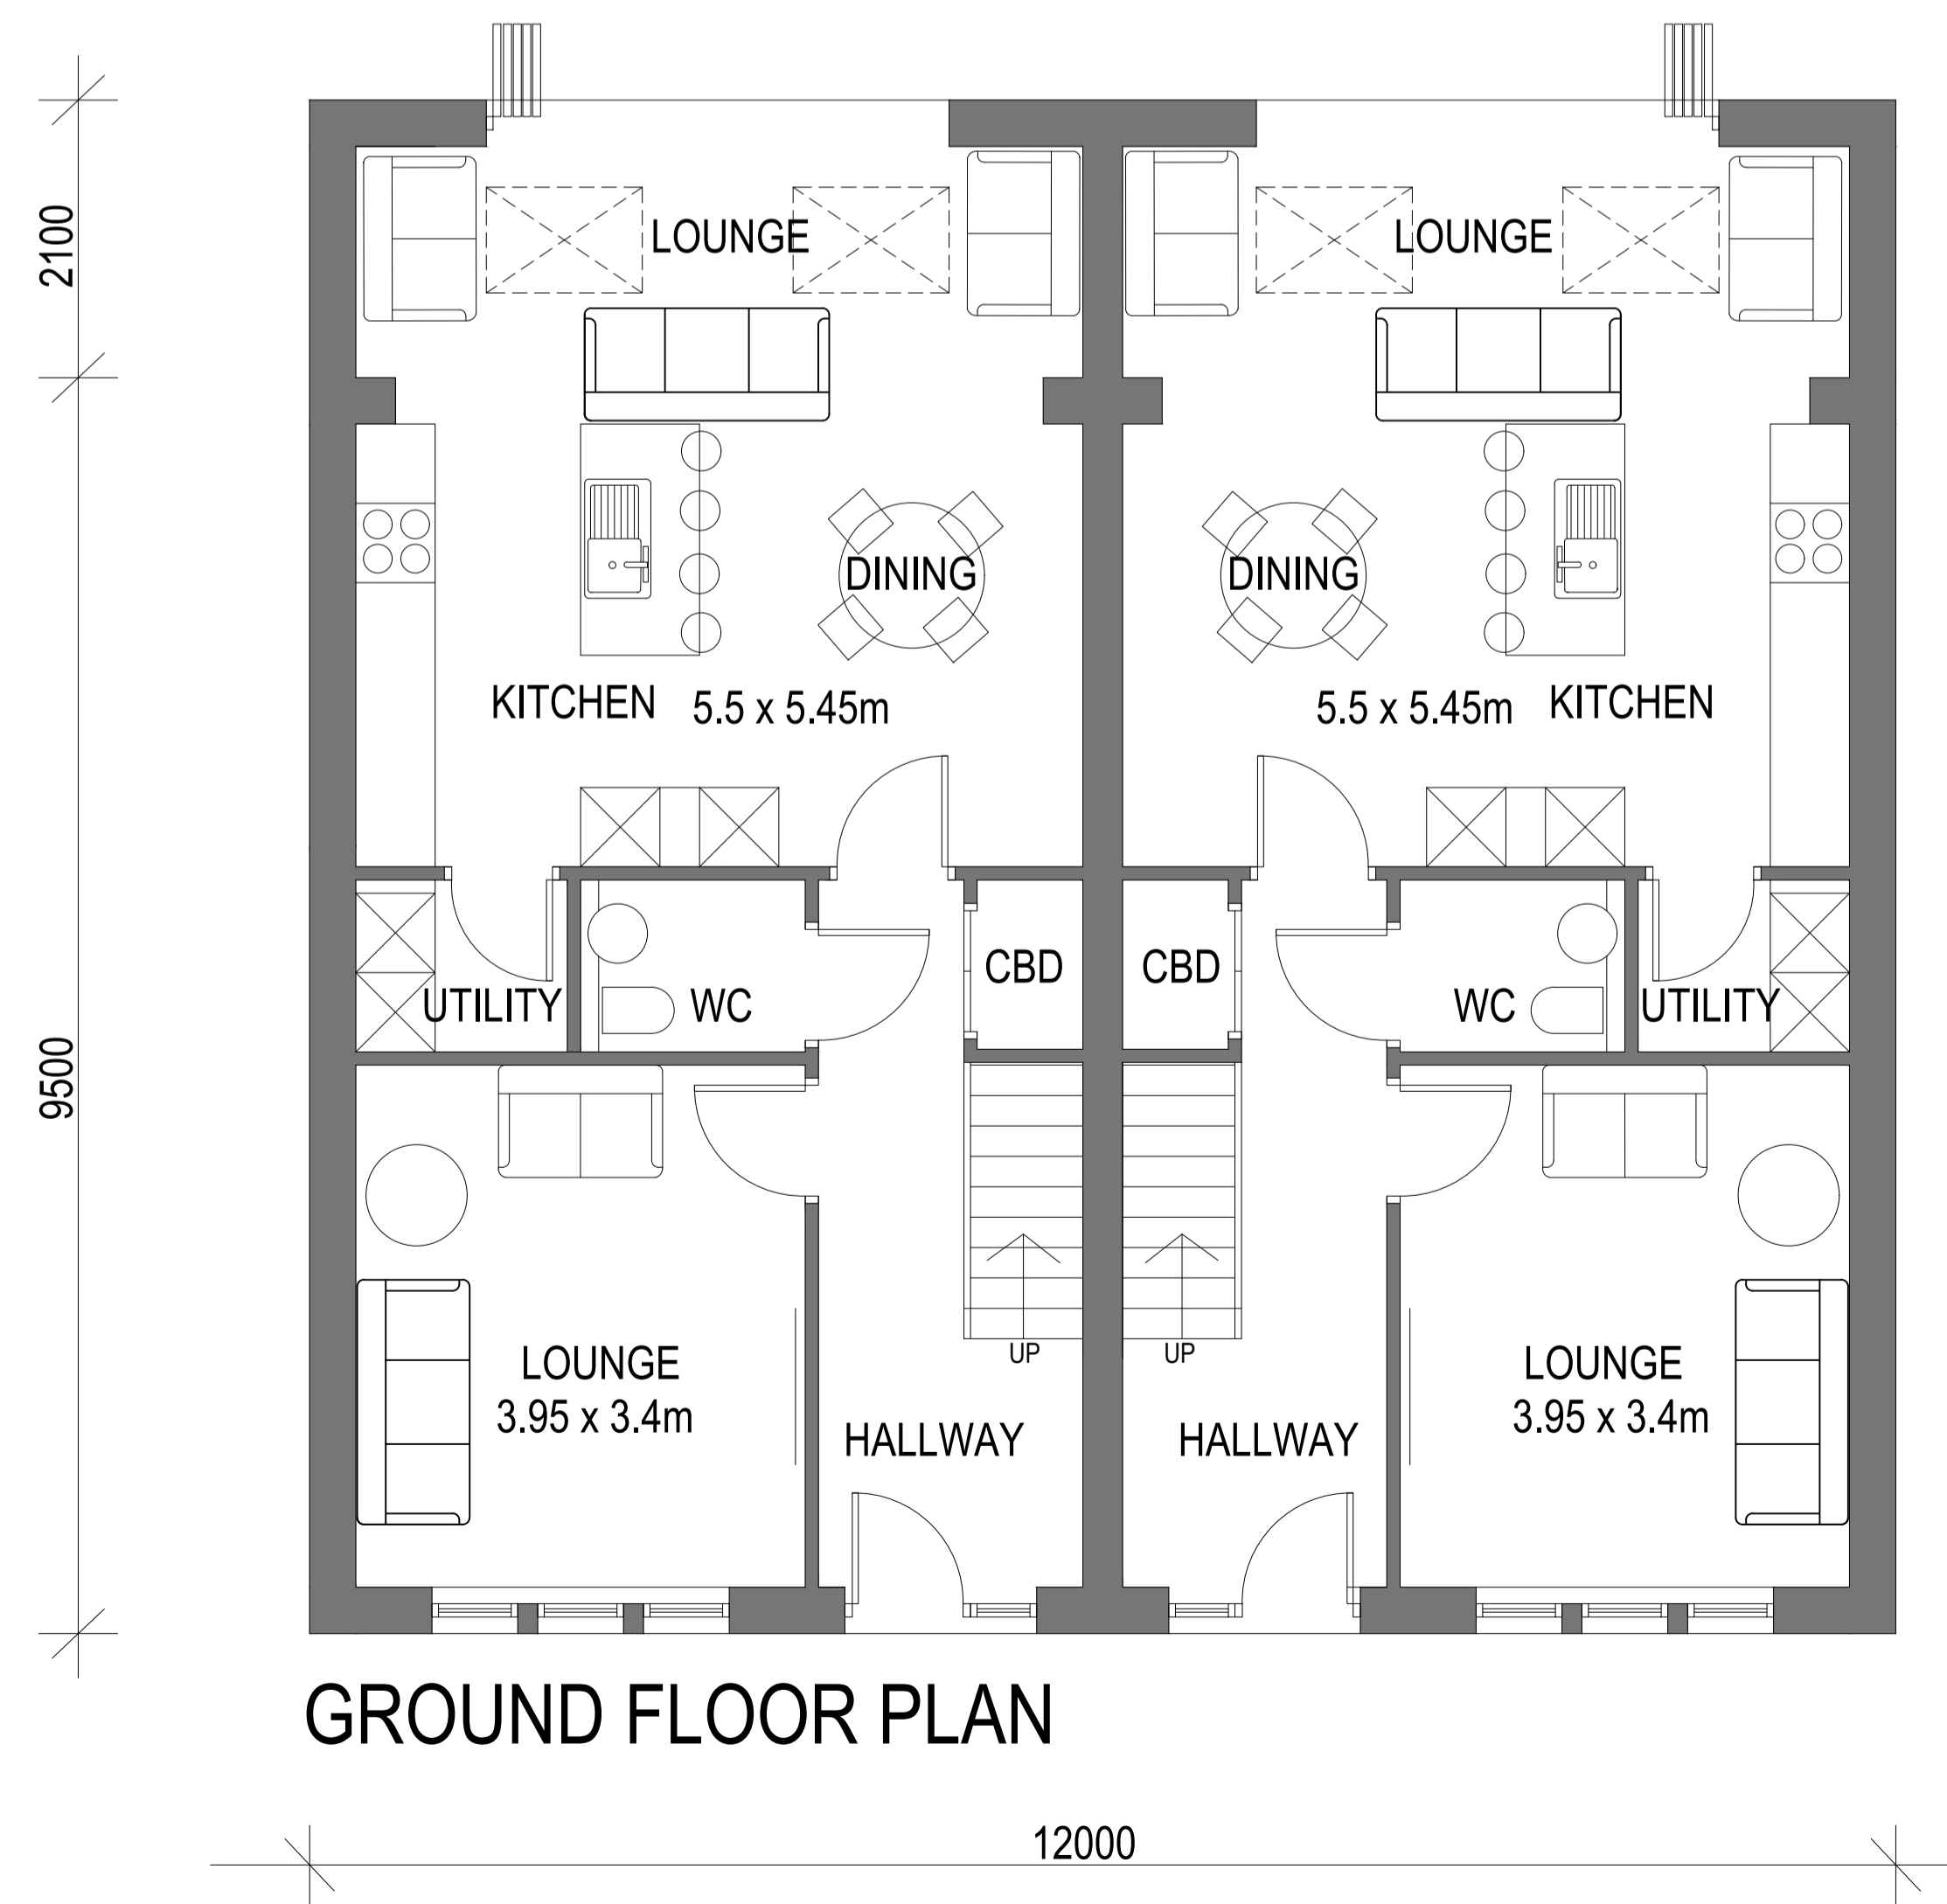 2100
LOUNGE
LOUNGE
DINING
DINING
KITCHEN
5.5 x 5.45m
5.5 x 5.45m
KITCHEN
CBD
CBD
UTILITY
WC
WC
UTILITY
9500
UP
UP
LOUNGE
3.95 x 3.4m
LOUNGE
3.95 x 3.4m
HALLWAY
HALLWAY
GROUND FLOOR PLAN
12000